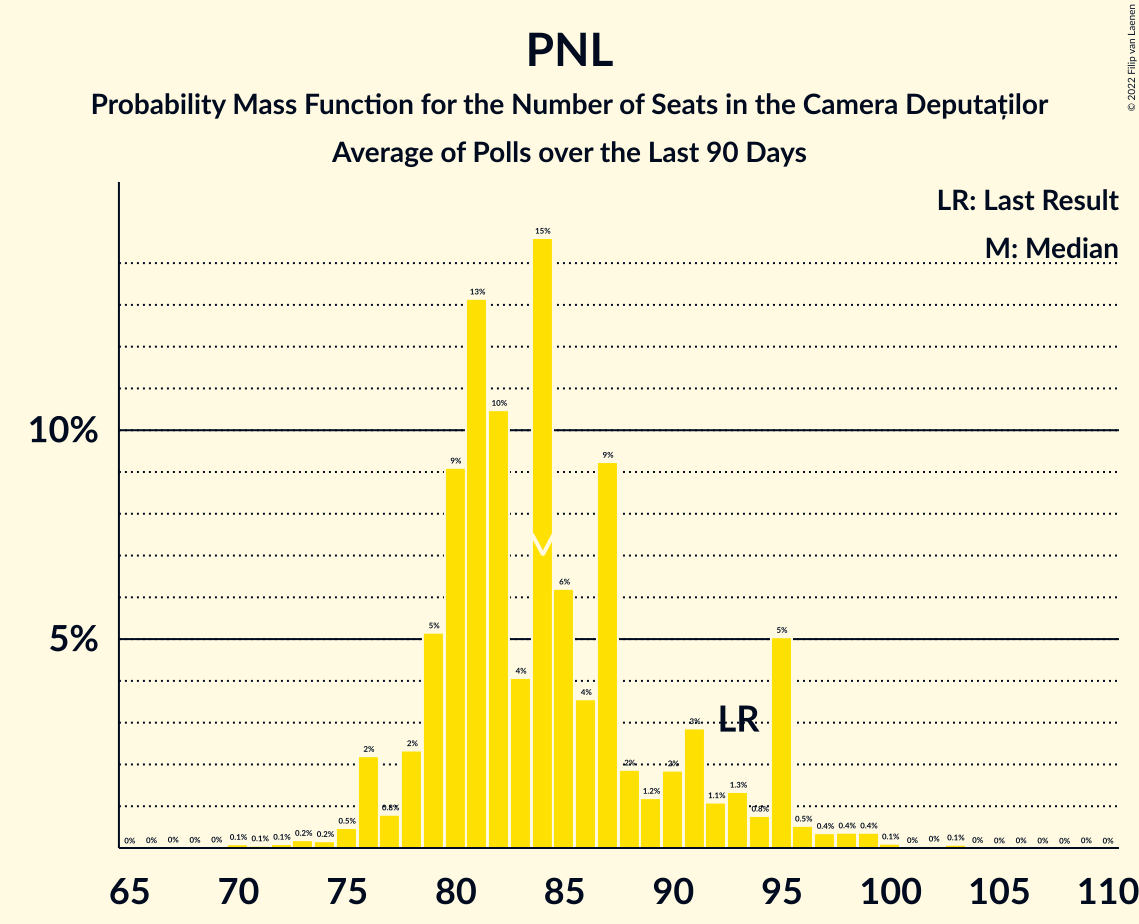 © 2022 Filip van Laenen
PNL
Probability Mass Function for the Number of Seats in the Camera Deputaților
Average of Polls over the Last 90 Days
LR: Last Result
M: Median
10%
5%
0% 0% 0% 0% 0% 0.1% 0.1% 0.1% 0.2% 0.2% 0.5% 2% 0.8% 2% 5% 9% 13% 10% 4% 15% 6% 4% 9% 2% 1.2% 2% 3% 1.1% 1.3% 0.8% 5% 0.5% 0.4% 0.4% 0.4% 0.1% 0% 0% 0.1% 0% 0% 0% 0% 0% 0% 0%
M
LR
65 70 75 80 85 90 95 100 105 110